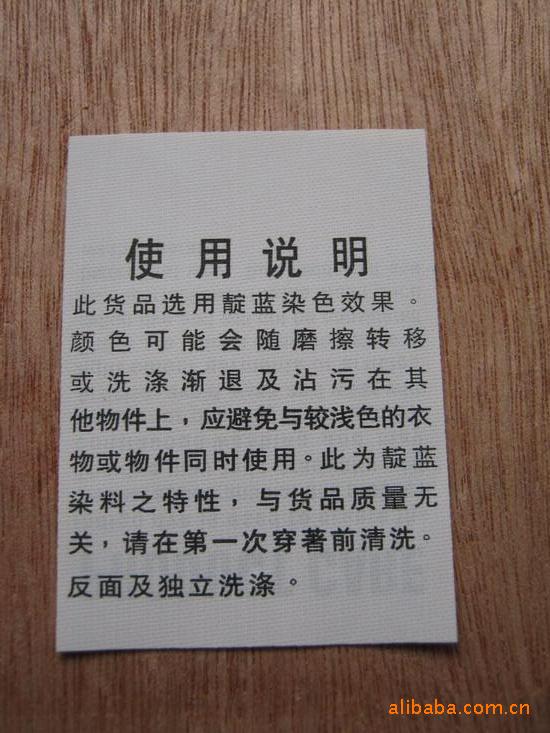 使用说明
此货品选用靛蓝染色效果。
颜色可能会随磨擦转移
或洗涤渐退及沾污在其
他物件上，应避免与较浅色的衣
物或物件同时使用。此为靛蓝
染料之特性，与货品质量无
关，请在第一次穿著前清洗。
反面及独立洗涤。
alibaba.com.cn